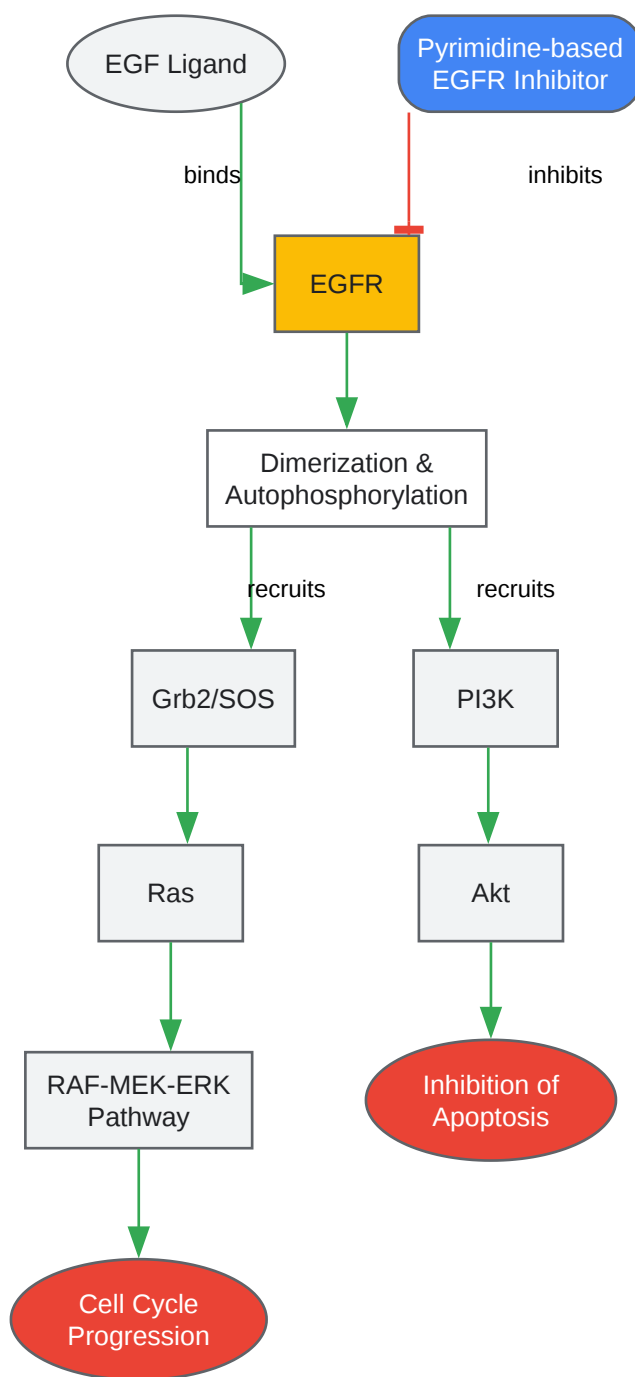 EGF Ligand
Pyrimidine-based
EGFR Inhibitor
binds
inhibits
EGFR
Dimerization &
Autophosphorylation
recruits
recruits
Grb2/SOS
PI3K
Ras
Akt
RAF-MEK-ERK
Pathway
Inhibition of
Apoptosis
Cell Cycle
Progression